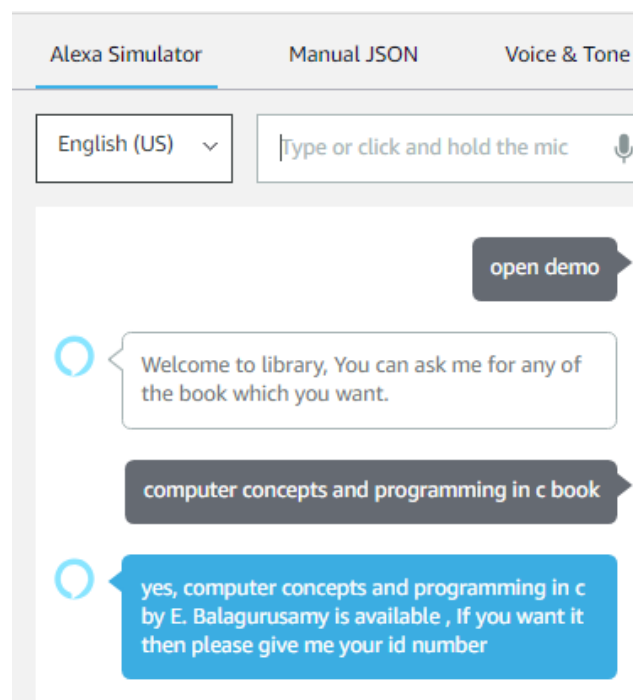 Alexa Simulator Manual JSON Voice & Tone
English (US) Type or click and hold the mic
open demo
Welcome to library, You can ask me for any of
the book which you want.
computer concepts and programming in c book
yes, computer concepts and programming in c
by E. Balagurusamy is available , If you want it
then please give me your id number